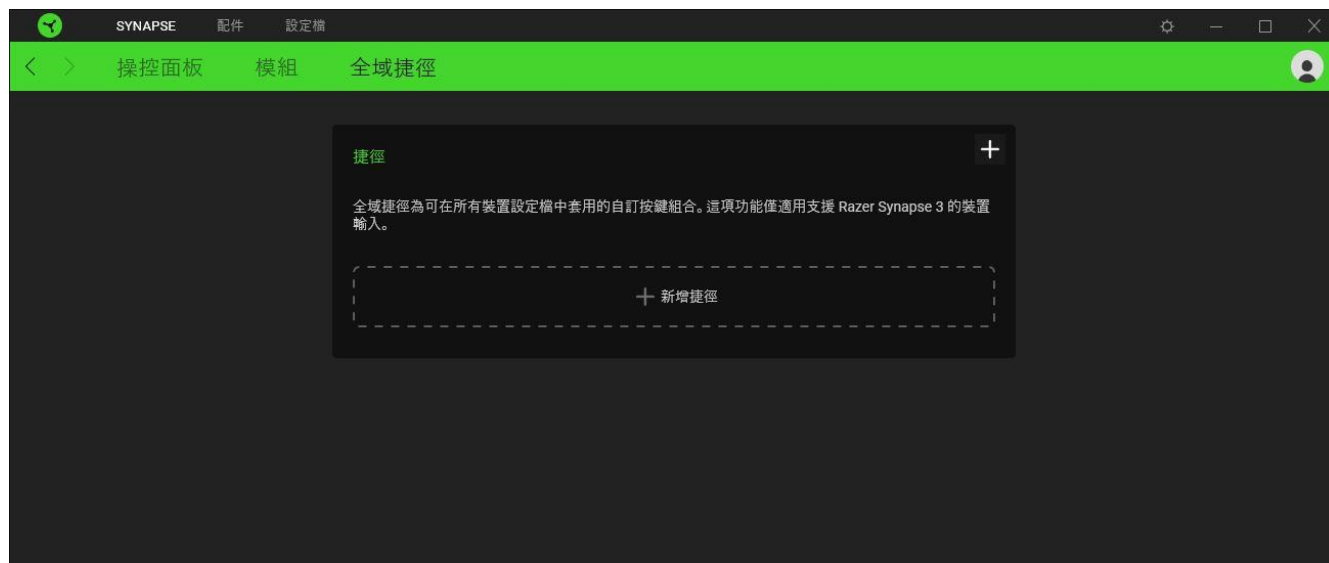 SYNAPSE 配件 設定檔
操控面板 模組 全域捷徑
捷徑
全域捷徑為可在所有裝置設定檔中套用的自訂按鍵組合。這項功能僅適用支援 Razer Synapse 3 的裝置
輸入。
新增捷徑